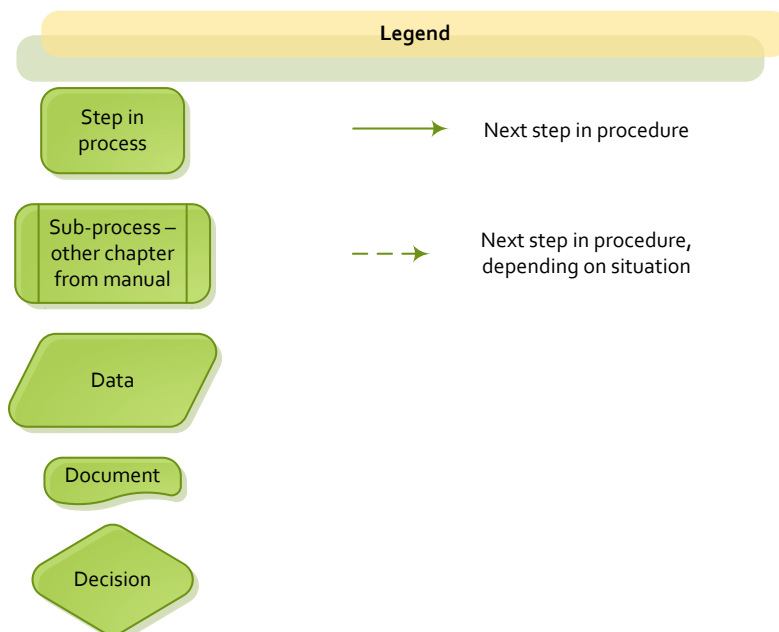 Legend
Step in
process
Next step in procedure
Sub-process –
other chapter
from manual
Next step in procedure,
depending on situation
Data
Document
Decision